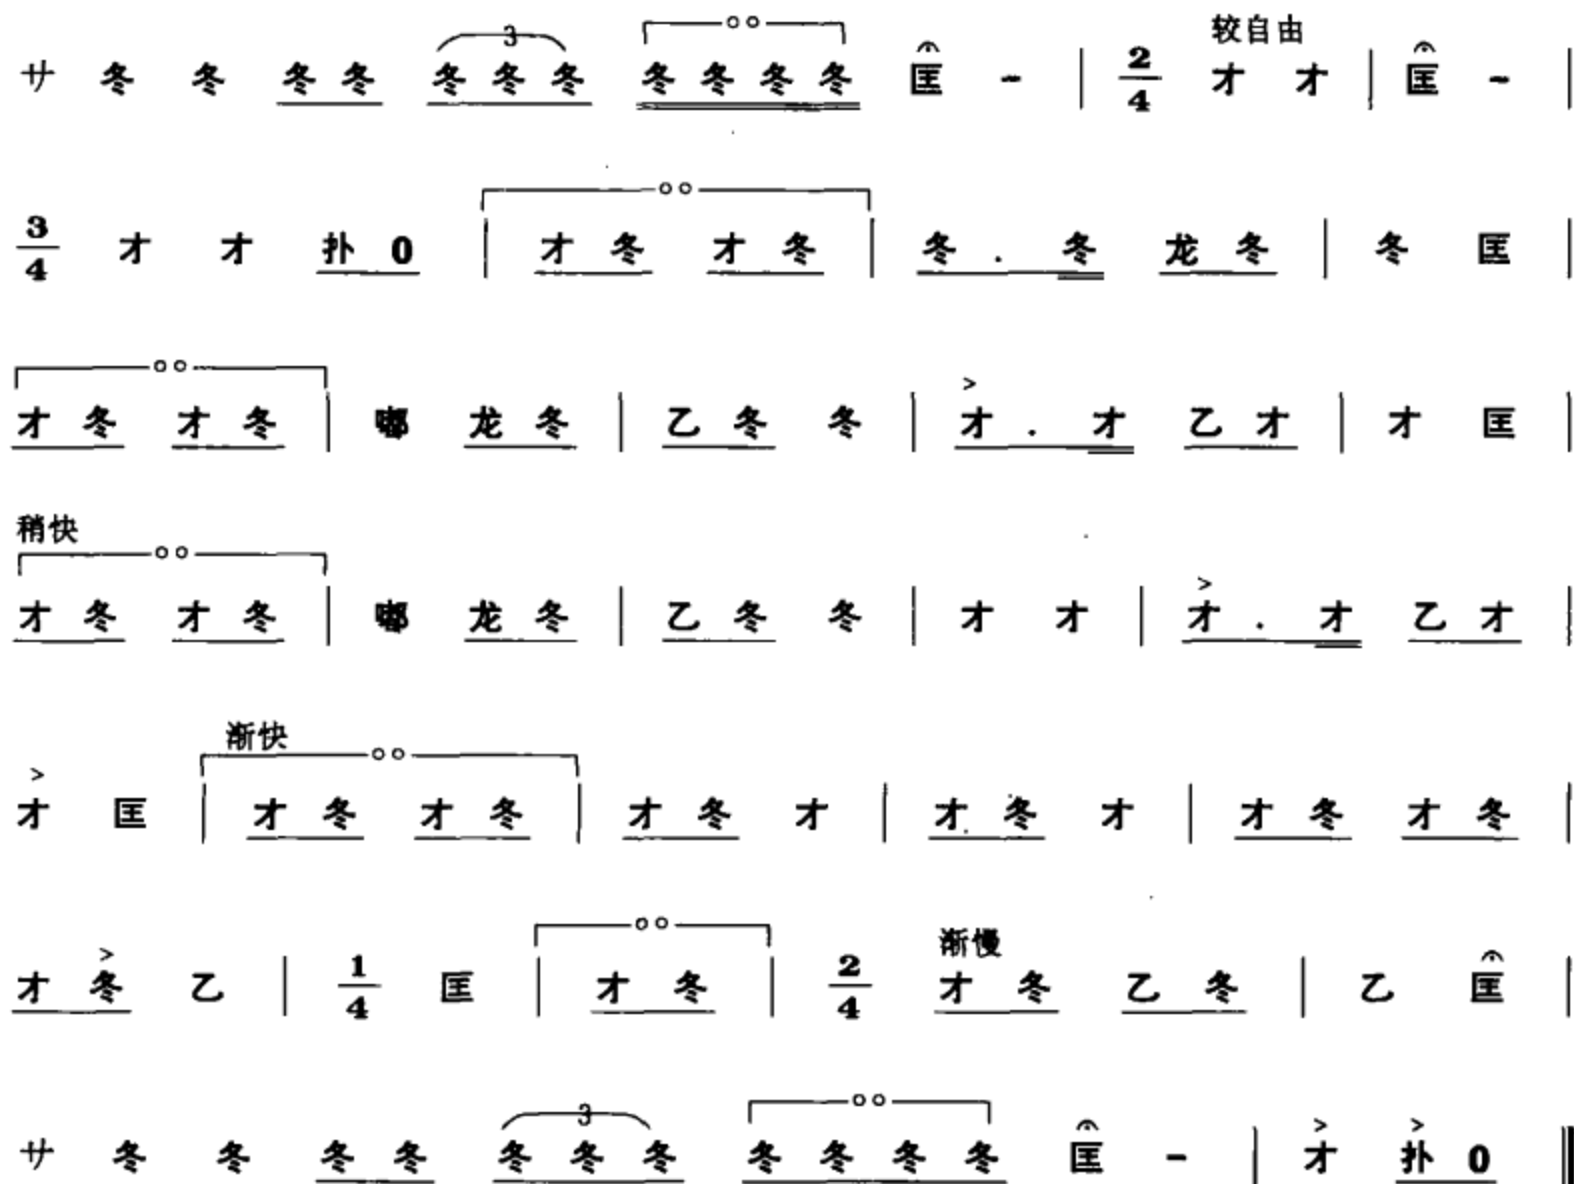 较自由
サ 冬 冬 冬 冬 3 冬 冬 冬 冬 冬 冬 冬 匡 - | 2/4 才 才 | 匡 - |
3/4 才 才 扑 0 | 才 冬 才 冬 | 冬 . 冬 龙 冬 | 冬 匡 |
才 冬 才 冬 | 嘟 龙 冬 | 乙 冬 冬 | 才 . 才 乙 才 | 才 匡 |
稍快
才 冬 才 冬 | 嘟 龙 冬 | 乙 冬 冬 | 才 才 | 才 . 才 乙 才 |
渐快
才 匡 | 才 冬 才 冬 | 才 冬 才 | 才 冬 才 | 才 冬 才 冬 |
渐慢
才 冬 乙 | 1/4 匡 | 才 冬 | 2/4 才 冬 乙 冬 | 乙 匡 |
サ 冬 冬 冬 冬 3 冬 冬 冬 冬 冬 冬 冬 匡 - | 才 扑 0